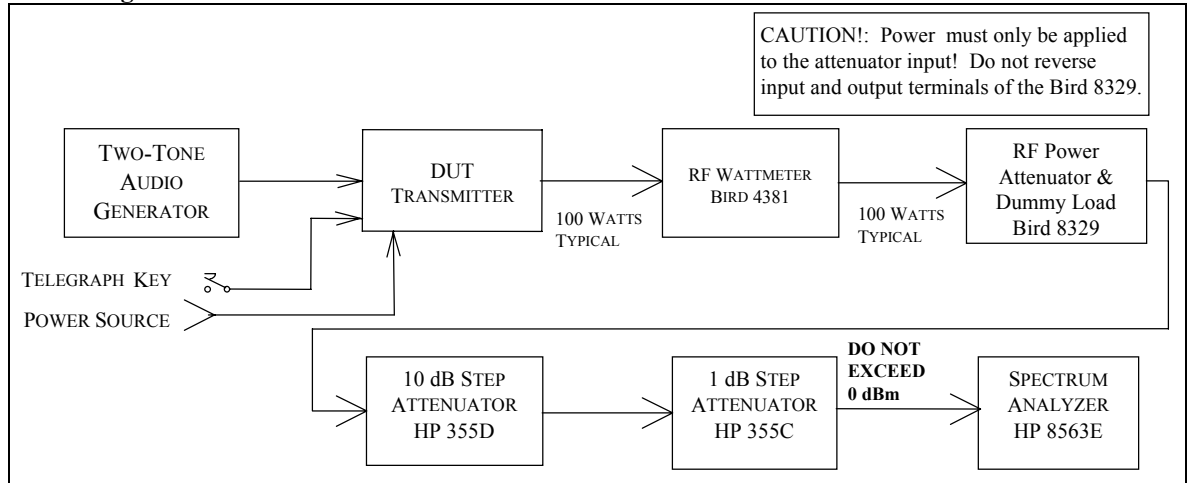 CAUTION!: Power must only be applied
to the attenuator input! Do not reverse
input and output terminals of the Bird 8329.
TWO-TONE
AUDIO
GENERATOR
DUT
TRANSMITTER
100 WATTS
TYPICAL
RF WATTMETER
BIRD 4381
100 WATTS
TYPICAL
RF Power
Attenuator &
Dummy Load
Bird 8329
TELEGRAPH KEY
POWER SOURCE
10 dB STEP
ATTENUATOR
HP 355D
1 dB STEP
ATTENUATOR
HP 355C
DO NOT
EXCEED
0 dBm
SPECTRUM
ANALYZER
HP 8563E